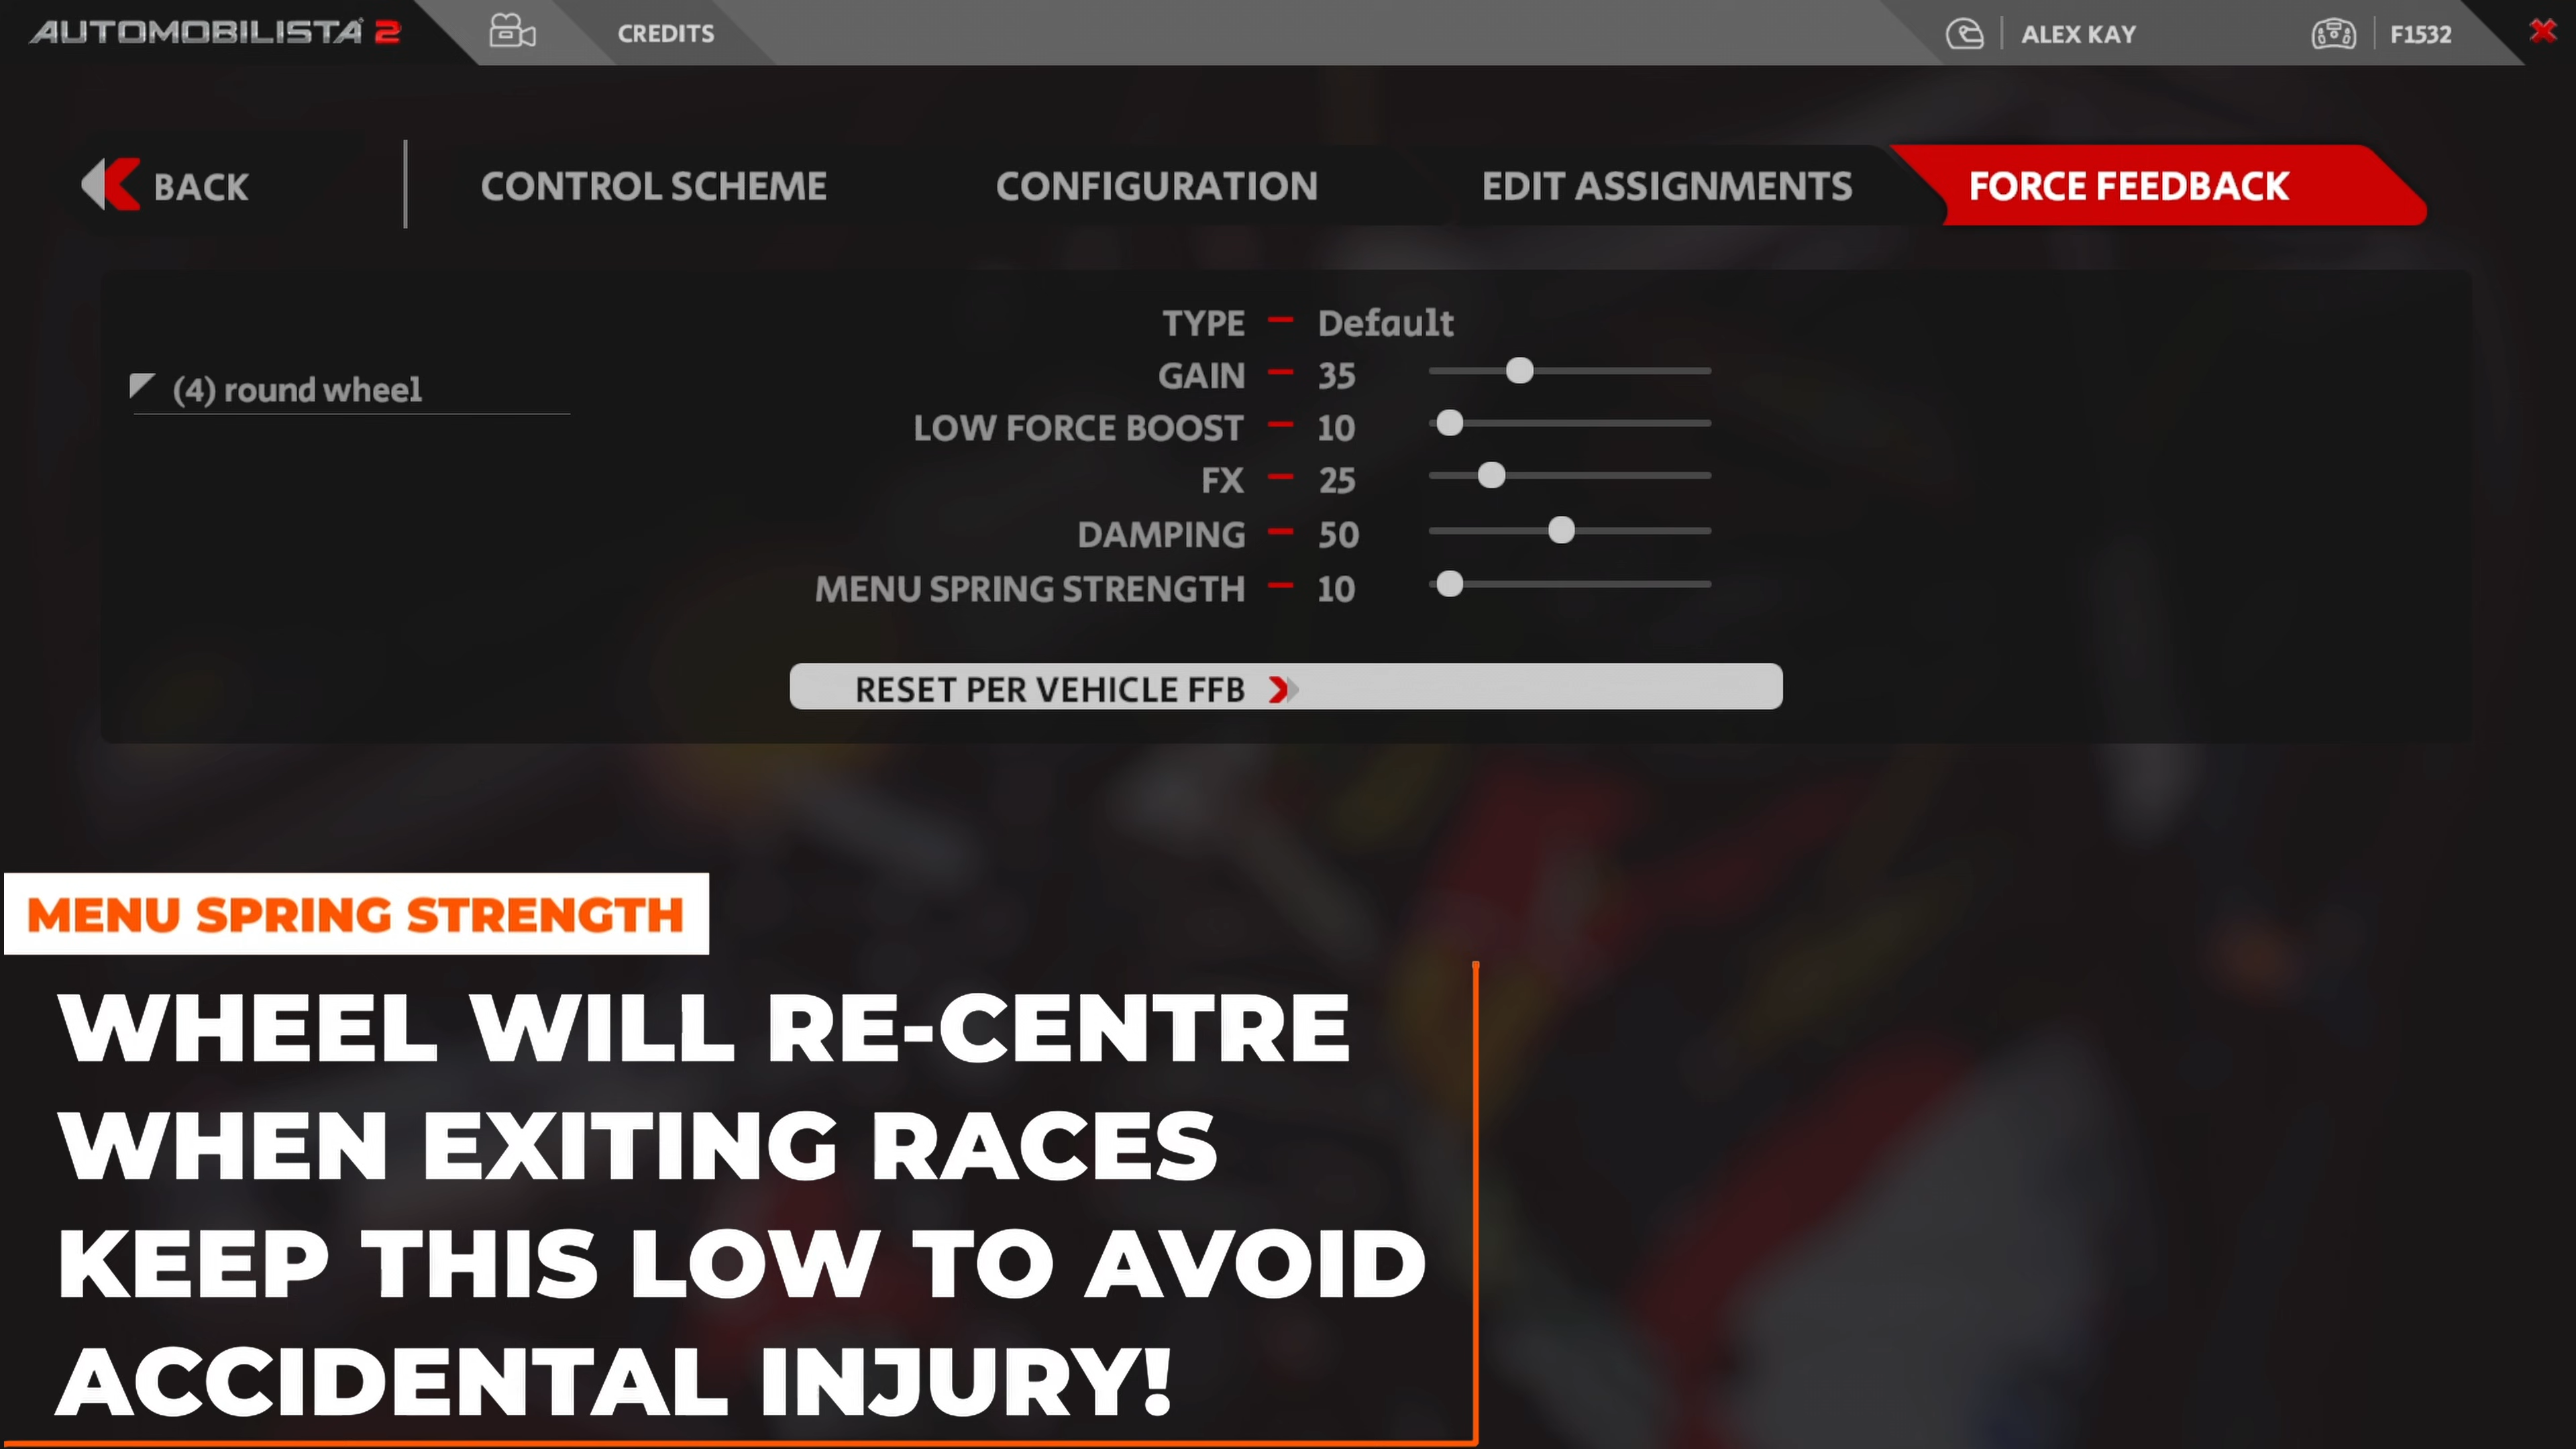 AUTOMOBILISTA 2
CREDITS
ALEX KAY
F1532
BACK
CONTROL SCHEME
CONFIGURATION
EDIT ASSIGNMENTS
FORCE FEEDBACK
(4) round wheel
TYPE — Default
GAIN — 35
LOW FORCE BOOST — 10
FX — 25
DAMPING — 50
MENU SPRING STRENGTH — 10
RESET PER VEHICLE FFB
MENU SPRING STRENGTH
WHEEL WILL RE-CENTRE
WHEN EXITING RACES
KEEP THIS LOW TO AVOID
ACCIDENTAL INJURY!